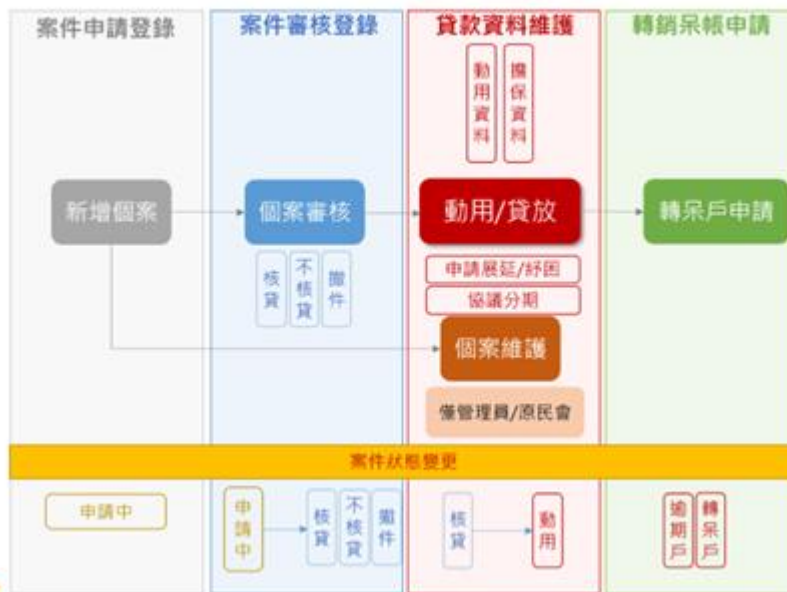 案件申請登錄
案件審核登錄
貸款資料維護
轉銷呆帳申請
動用資料
擔保資料
新增個案
個案審核
動用/貸放
轉呆戶申請
核貸
不核貸
撤件
申請展延/紓困
協議分期
個案維護
僅管理員/原民會
案件狀態變更
申請中
申請中
核貸
不核貸
撤件
核貸
動用
逾期戶
轉呆戶